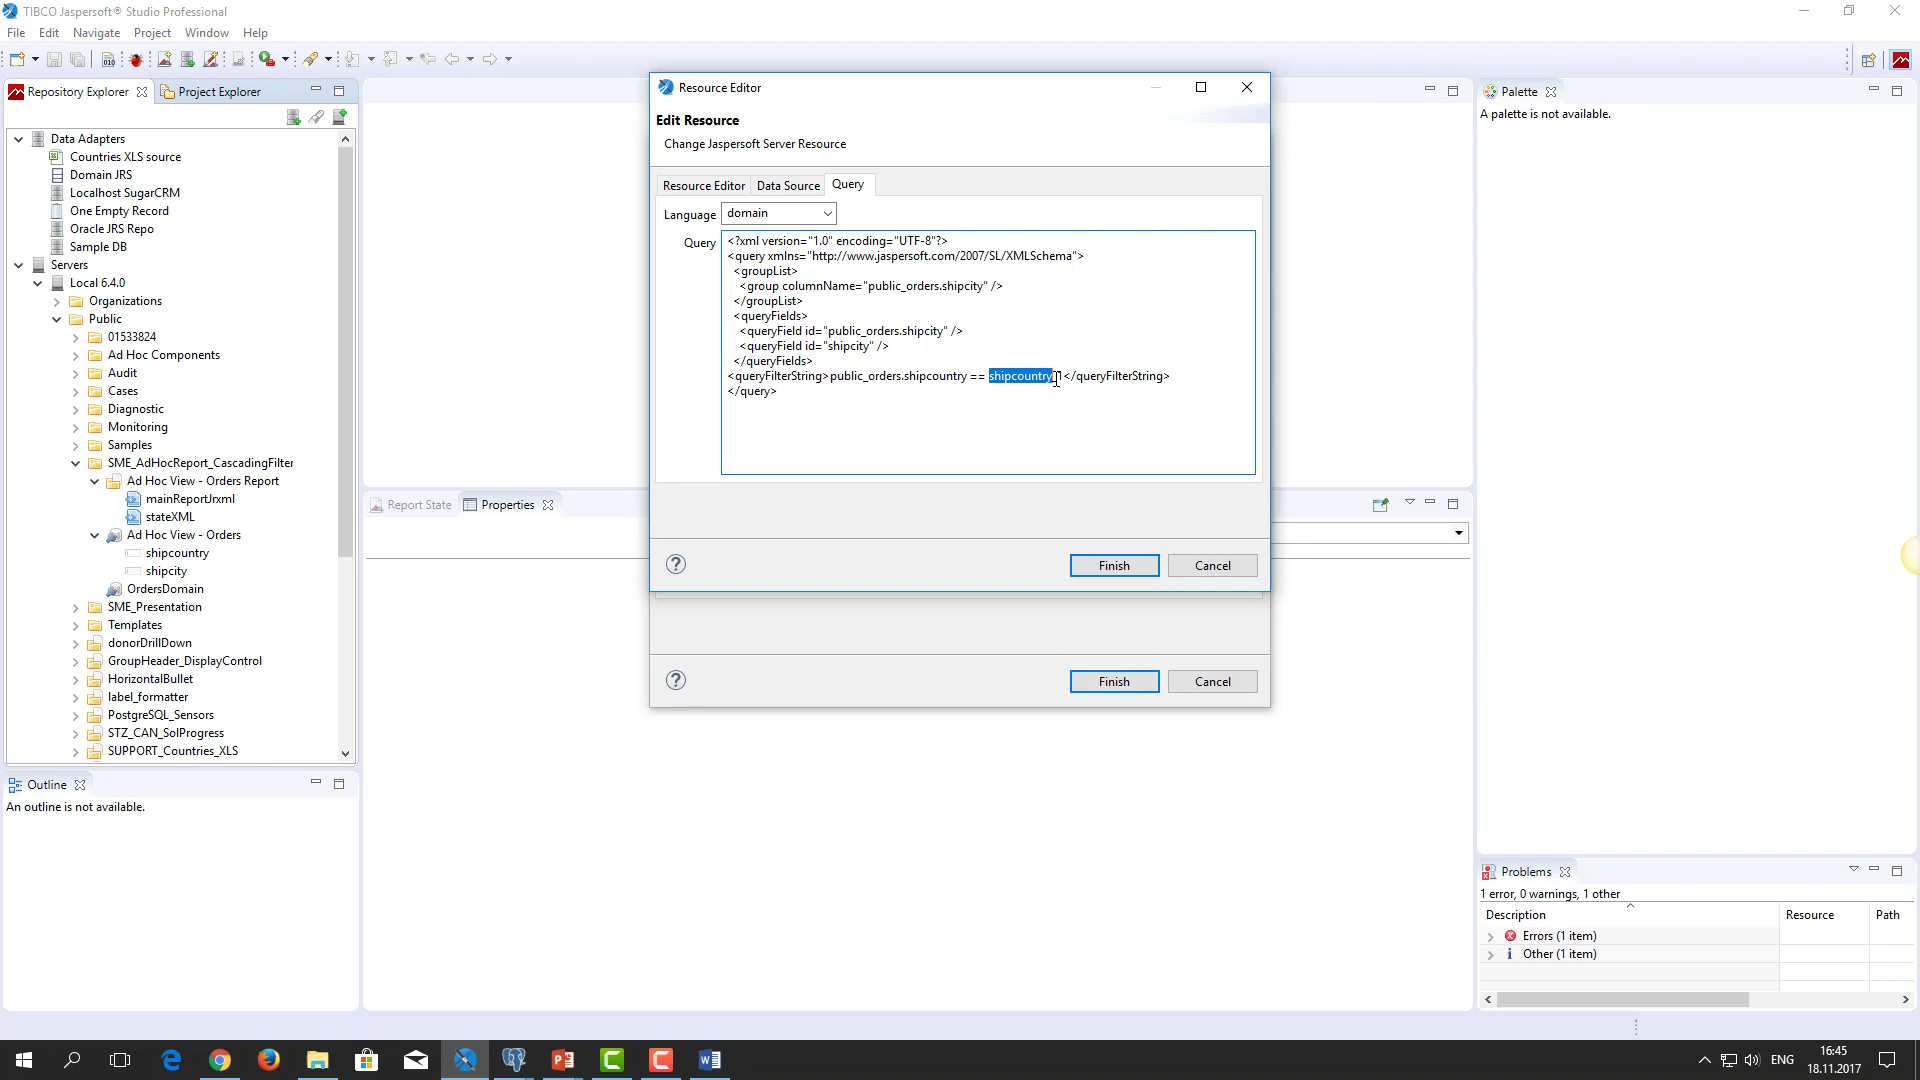 TIBCO Jaspersoft® Studio Professional
File Edit Navigate Project Window Help
Repository Explorer
Project Explorer
Data Adapters
Countries XLS source
Domain JRS
Localhost SugarCRM
One Empty Record
Oracle JRS Repo
Sample DB
Servers
Local 6.4.0
Organizations
Public
01533824
Ad Hoc Components
Audit
Cases
Diagnostic
Monitoring
Samples
SME_AdHocReport_CascadingFilter
Ad Hoc View - Orders Report
mainReportJrxml
stateXML
Ad Hoc View - Orders
shipcountry
shipcity
OrdersDomain
SME_Presentation
Templates
donorDrillDown
GroupHeader_DisplayControl
HorizontalBullet
label_formatter
PostgreSQL_Sensors
STZ_CAN_SolProgress
SUPPORT_Countries_XLS
Outline
An outline is not available.
Report State
Properties
Resource Editor
Edit Resource
Change Jaspersoft Server Resource
Resource Editor Data Source Query
Language domain
Query
<?xml version="1.0" encoding="UTF-8"?>
<query xmlns="http://www.jaspersoft.com/2007/SL/XMLSchema">
<groupList>
<group columnName="public_orders.shipcity" />
</groupList>
<queryFields>
<queryField id="public_orders.shipcity" />
<queryField id="shipcity" />
</queryFields>
<queryFilterString>public_orders.shipcountry == shipcountry_1</queryFilterString>
</query>
Finish Cancel
Finish Cancel
Palette
A palette is not available.
Problems
1 error, 0 warnings, 1 other
Description Resource Path
Errors (1 item)
Other (1 item)
ENG
16:45
18.11.2017